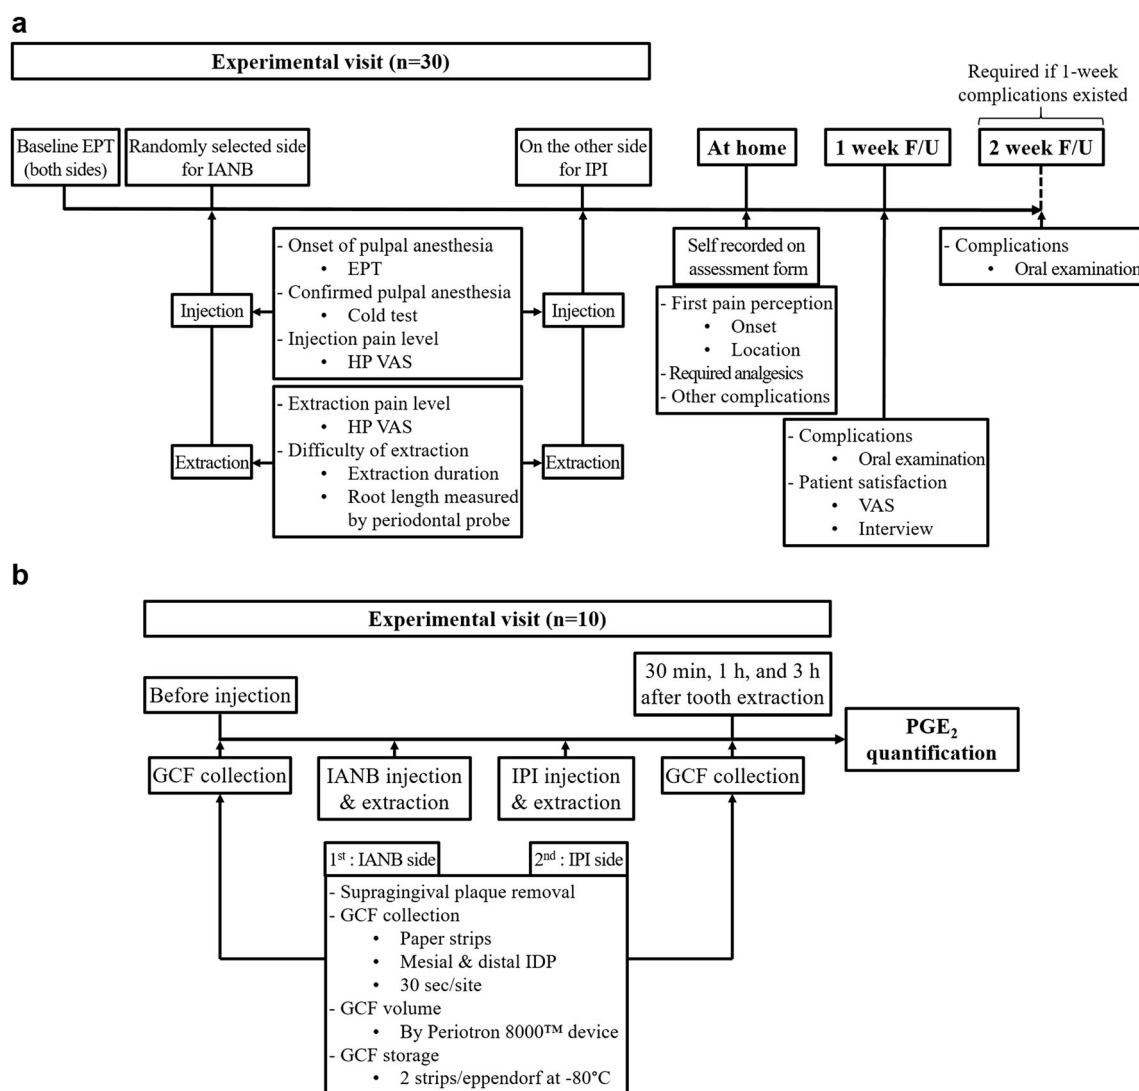 a
Experimental visit (n=30)
Required if 1-week
complications existed
Baseline EPT
(both sides)
Randomly selected side
for IANB
On the other side
for IPI
At home
1 week F/U
2 week F/U
- Onset of pulpal anesthesia
• EPT
- Confirmed pulpal anesthesia
• Cold test
- Injection pain level
• HP VAS
Injection
Injection
- Extraction pain level
• HP VAS
- Difficulty of extraction
• Extraction duration
• Root length measured
by periodontal probe
Extraction
Extraction
Self recorded on
assessment form
- First pain perception
• Onset
• Location
- Required analgesics
- Other complications
- Complications
• Oral examination
- Patient satisfaction
• VAS
• Interview
- Complications
• Oral examination
b
Experimental visit (n=10)
Before injection
30 min, 1 h, and 3 h
after tooth extraction
PGE₂
quantification
GCF collection
IANB injection
& extraction
IPI injection
& extraction
GCF collection
1st : IANB side
2nd : IPI side
- Supragingival plaque removal
- GCF collection
• Paper strips
• Mesial & distal IDP
• 30 sec/site
- GCF volume
• By Periotron 8000™ device
- GCF storage
• 2 strips/eppendorf at -80°C